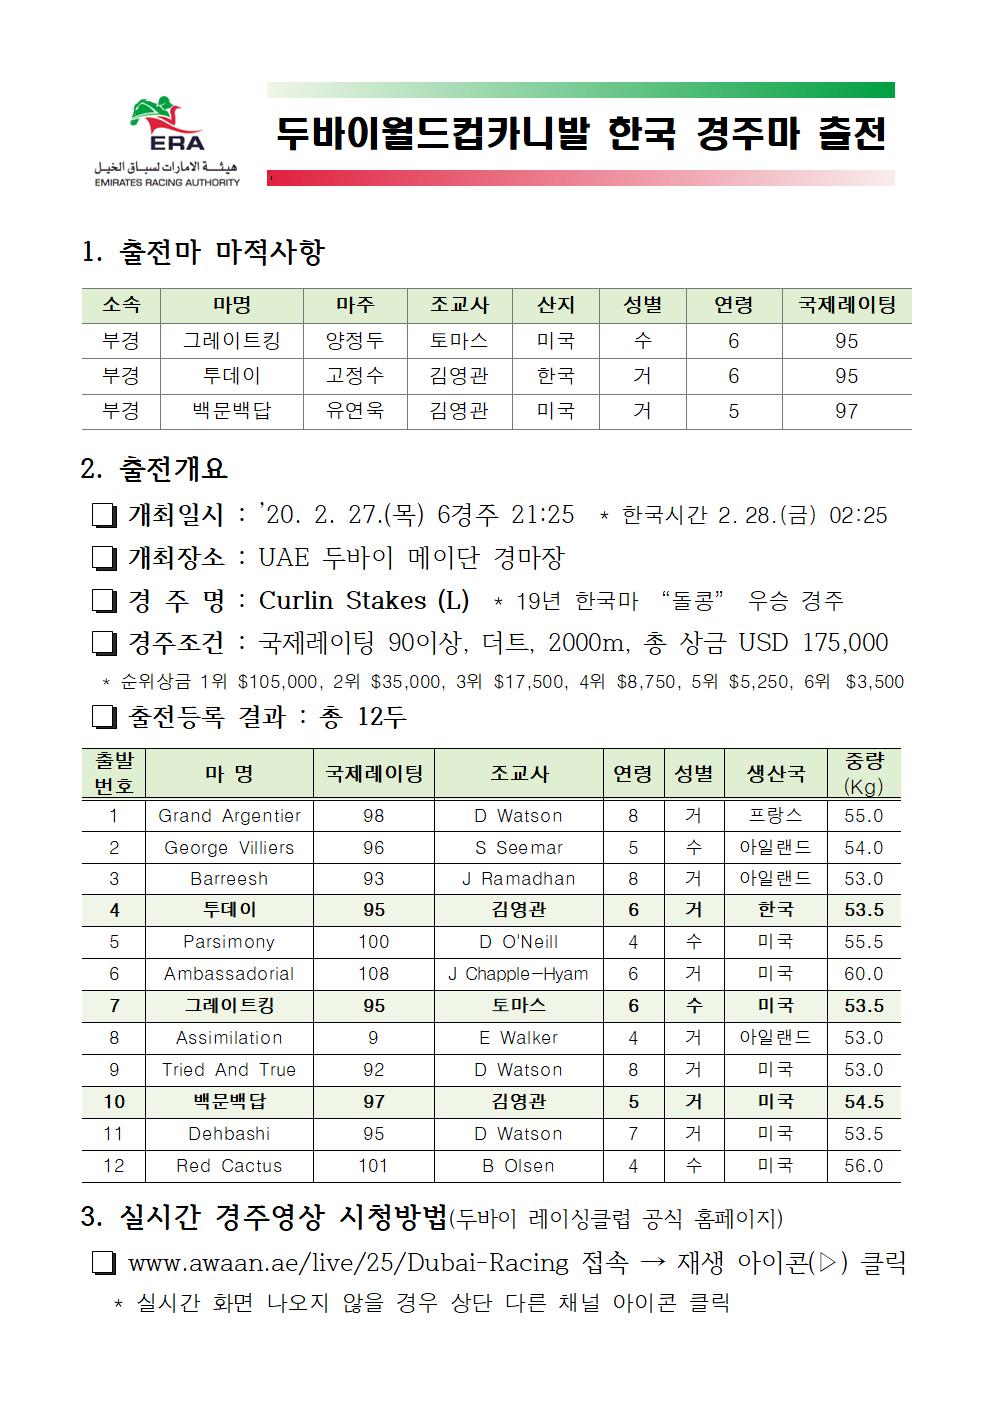 ERA
هيئة الامارات لسباق الخيل
EMIRATES RACING AUTHORITY
두바이월드컵카니발 한국 경주마 출전
1. 출전마 마적사항
소속 마명 마주 조교사 산지 성별 연령 국제레이팅
부경 그레이트킹 양정두 토마스 미국 수 6 95
부경 투데이 고정수 김영관 한국 거 6 95
부경 백문백답 유연욱 김영관 미국 거 5 97
2. 출전개요
❏ 개최일시 : '20. 2. 27.(목) 6경주 21:25 * 한국시간 2.28.(금) 02:25
❏ 개최장소 : UAE 두바이 메이단 경마장
❏ 경 주 명 : Curlin Stakes (L) * 19년 한국마 “돌콩” 우승 경주
❏ 경주조건 : 국제레이팅 90이상, 더트, 2000m, 총 상금 USD 175,000
* 순위상금 1위 $105,000, 2위 $35,000, 3위 $17,500, 4위 $8,750, 5위 $5,250, 6위 $3,500
❏ 출전등록 결과 : 총 12두
출발번호 마 명 국제레이팅 조교사 연령 성별 생산국 중량(Kg)
1 Grand Argentier 98 D Watson 8 거 프랑스 55.0
2 George Villiers 96 S Seemar 5 수 아일랜드 54.0
3 Barreesh 93 J Ramadhan 8 거 아일랜드 53.0
4 투데이 95 김영관 6 거 한국 53.5
5 Parsimony 100 D O'Neill 4 수 미국 55.5
6 Ambassadorial 108 J Chapple-Hyam 6 거 미국 60.0
7 그레이트킹 95 토마스 6 수 미국 53.5
8 Assimilation 9 E Walker 4 거 아일랜드 53.0
9 Tried And True 92 D Watson 8 거 미국 53.0
10 백문백답 97 김영관 5 거 미국 54.5
11 Dehbashi 95 D Watson 7 거 미국 53.5
12 Red Cactus 101 B Olsen 4 수 미국 56.0
3. 실시간 경주영상 시청방법(두바이 레이싱클럽 공식 홈페이지)
❏ www.awaan.ae/live/25/Dubai-Racing 접속 → 재생 아이콘(▷) 클릭
* 실시간 화면 나오지 않을 경우 상단 다른 채널 아이콘 클릭